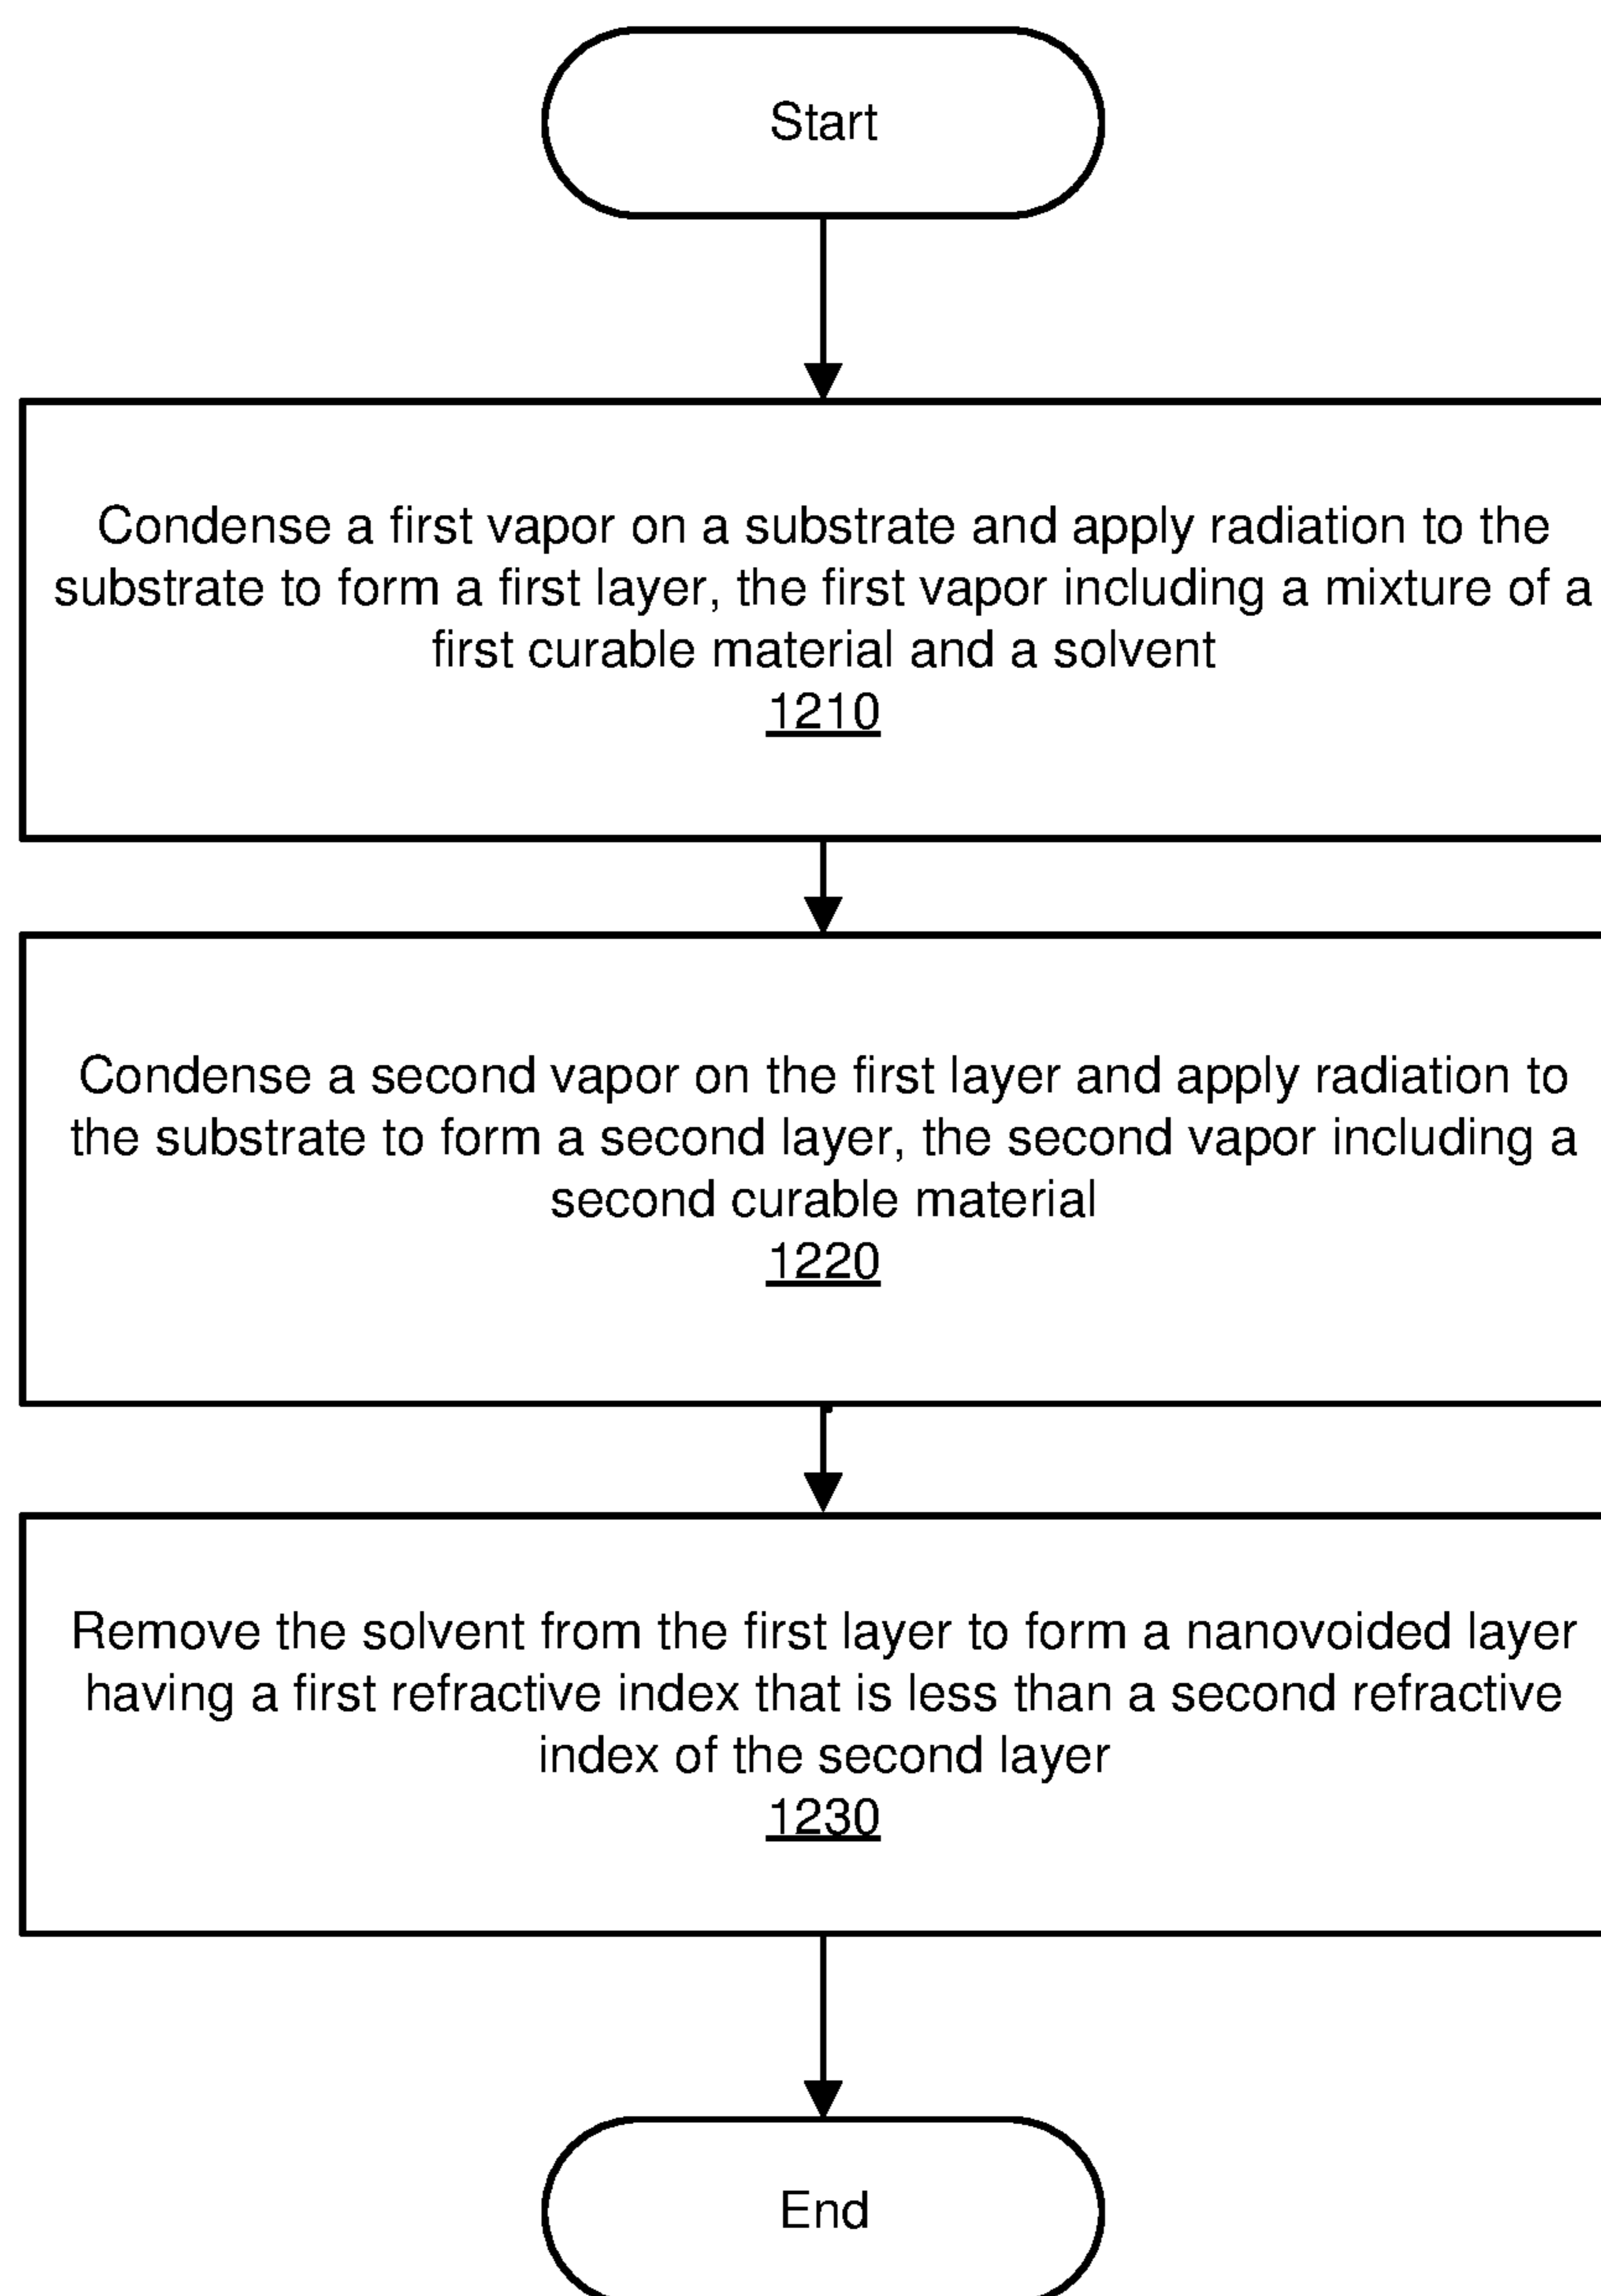 Start
Condense a first vapor on a substrate and apply radiation to the
substrate to form a first layer, the first vapor including a mixture of a
first curable material and a solvent
1210
Condense a second vapor on the first layer and apply radiation to
the substrate to form a second layer, the second vapor including a
second curable material
1220
Remove the solvent from the first layer to form a nanovoided layer
having a first refractive index that is less than a second refractive
index of the second layer
1230
End